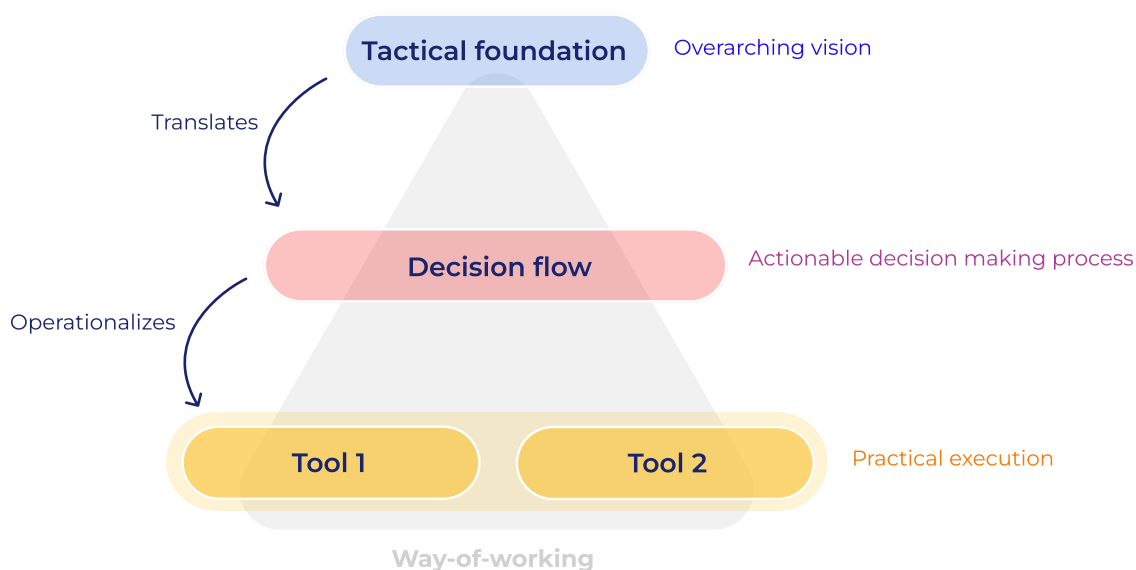 Tactical foundation
Overarching vision
Translates
Decision flow
Actionable decision making process
Operationalizes
Tool 1
Tool 2
Practical execution
Way-of-working